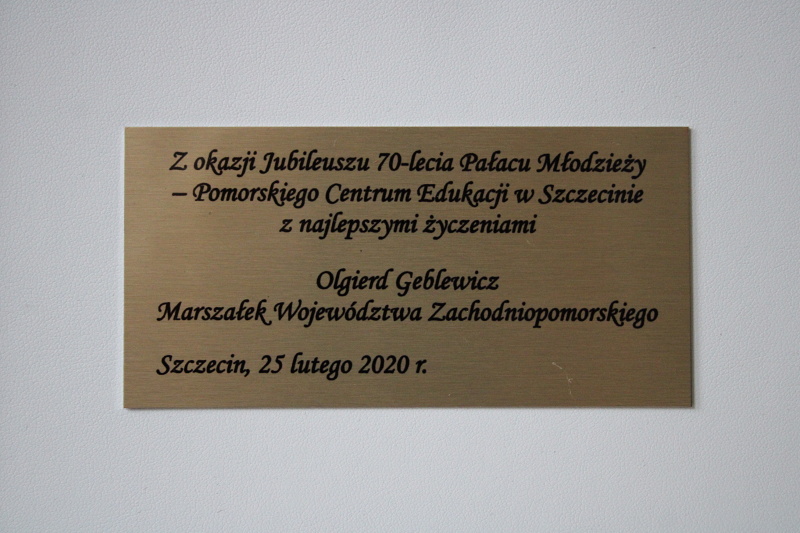 Z okazji Jubileuszu 70-lecia Pałacu Młodzieży
– Pomorskiego Centrum Edukacji w Szczecinie
z najlepszymi życzeniami
Olgierd Geblewicz
Marszałek Województwa Zachodniopomorskiego
Szczecin, 25 lutego 2020 r.